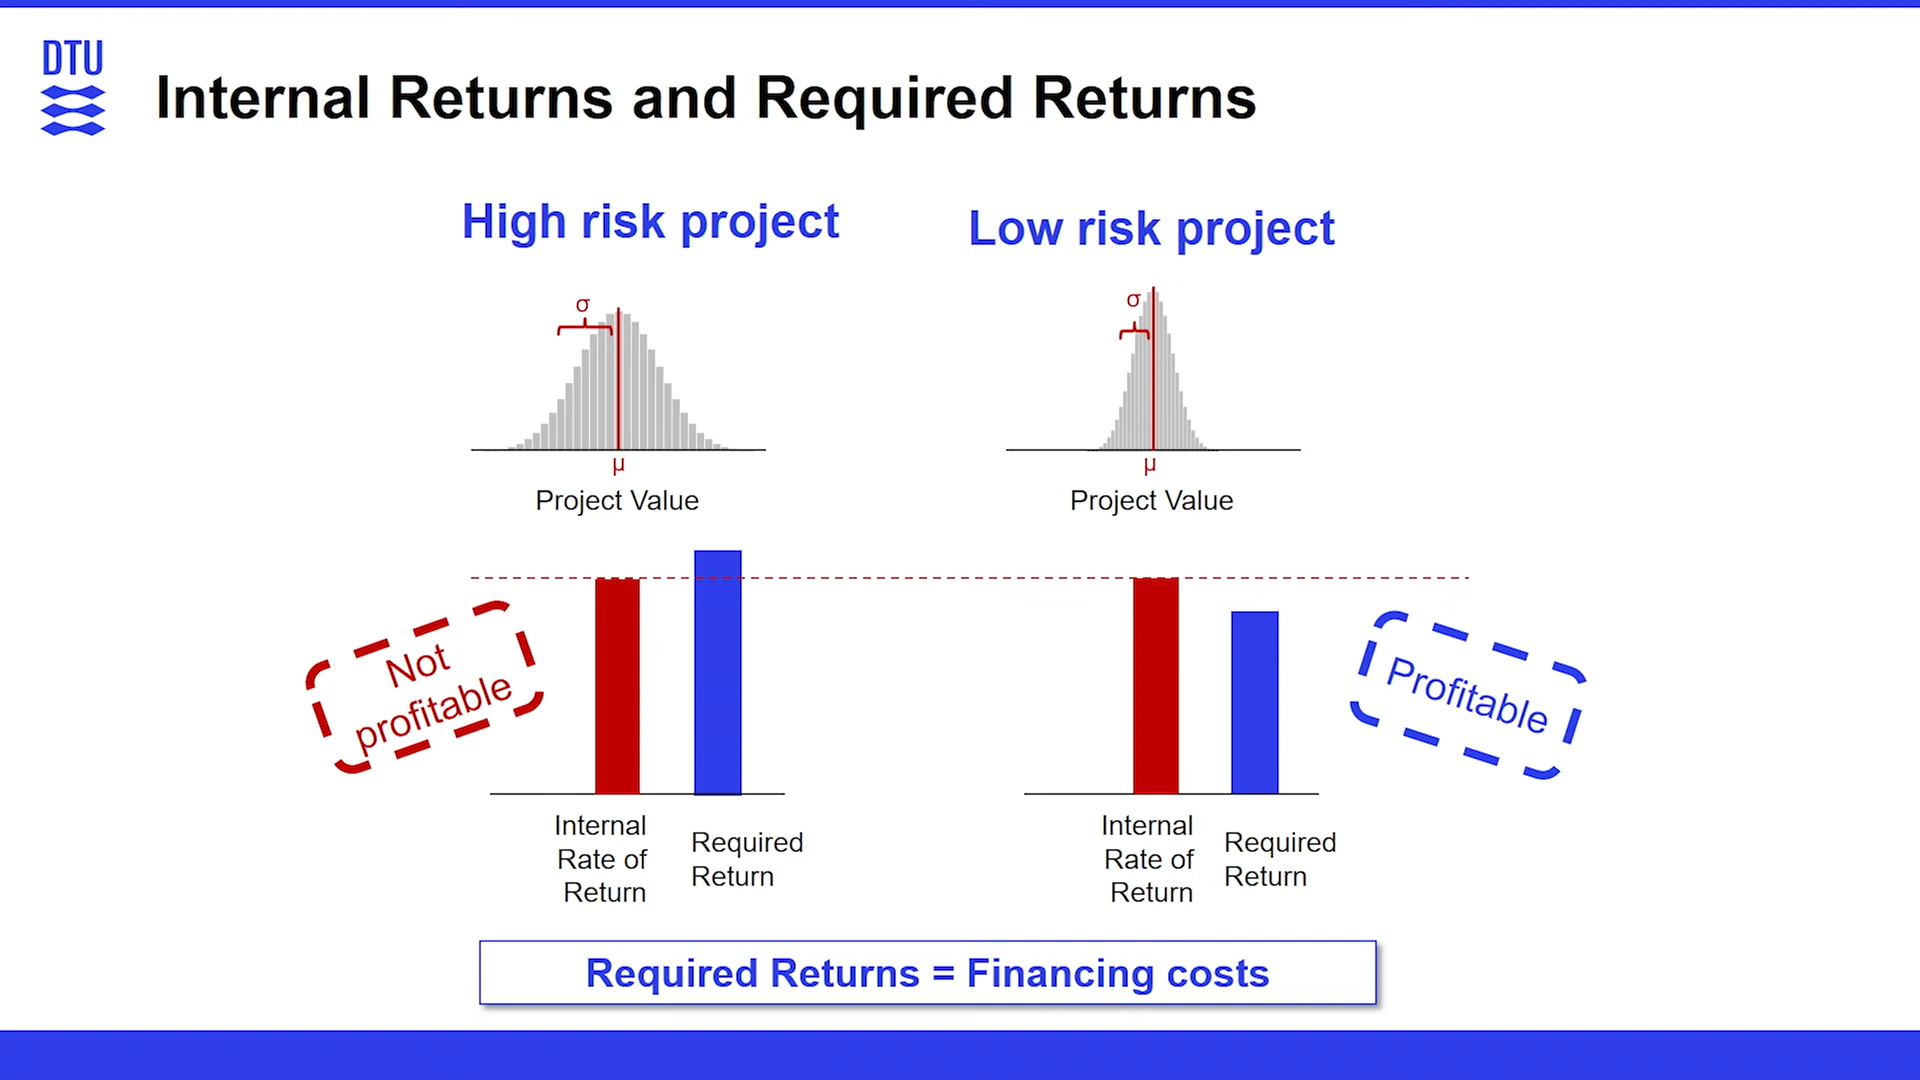 DTU
Internal Returns and Required Returns
High risk project
Low risk project
σ
σ
μ
μ
Project Value
Project Value
Not
profitable
Profitable
Internal
Rate of
Return
Required
Return
Internal
Rate of
Return
Required
Return
Required Returns = Financing costs